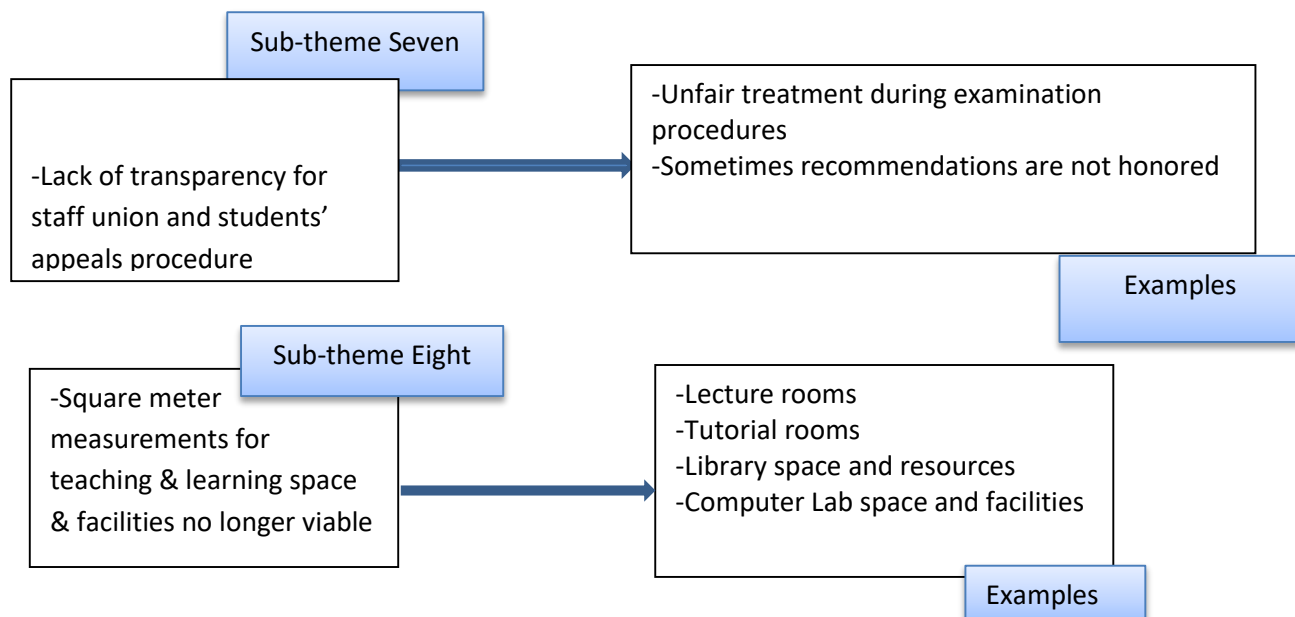 Sub-theme Seven
-Lack of transparency for
staff union and students’
appeals procedure
-Unfair treatment during examination
procedures
-Sometimes recommendations are not honored
Examples
Sub-theme Eight
-Square meter
measurements for
teaching & learning space
& facilities no longer viable
-Lecture rooms
-Tutorial rooms
-Library space and resources
-Computer Lab space and facilities
Examples